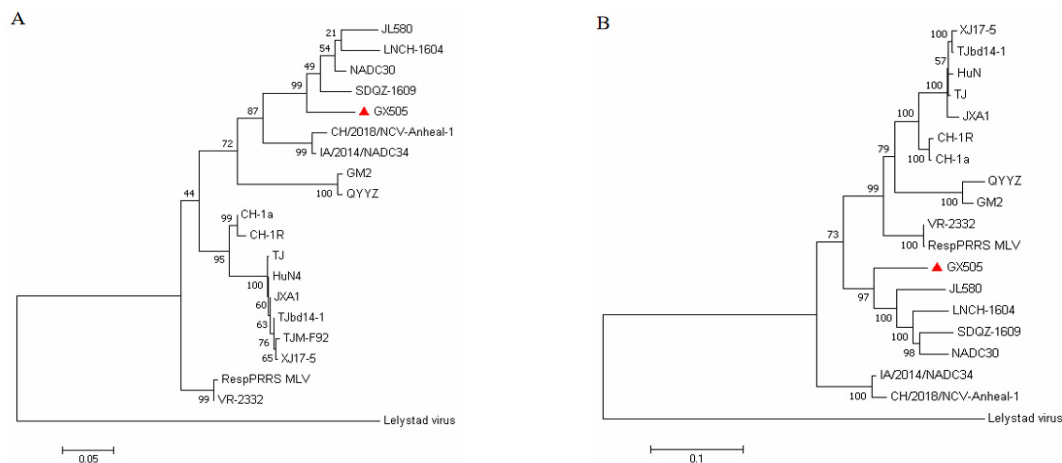 A
JL580
21
LNCH-1604
54
NADC30
49
SDQZ-1609
99
GX505
87
CH/2018/NCV-Anheal-1
99
IA/2014/NADC34
72
GM2
100
QYYZ
44
CH-1a
99
CH-1R
95
TJ
HuN4
100
JXA1
60
TJbd14-1
63
TJM-F92
76
65
XJ17-5
RespPRRS MLV
99
VR-2332
Lelystad virus
0.05
B
XJ17-5
100
TJbd14-1
57
HuN
TJ
100
JXA1
100
CH-1R
100
CH-1a
79
QYYZ
100
GM2
99
VR-2332
100
RespPRRS MLV
73
GX505
97
JL580
100
LNCH-1604
100
SDQZ-1609
98
NADC30
IA/2014/NADC34
100
CH/2018/NCV-Anheal-1
Lelystad virus
0.1